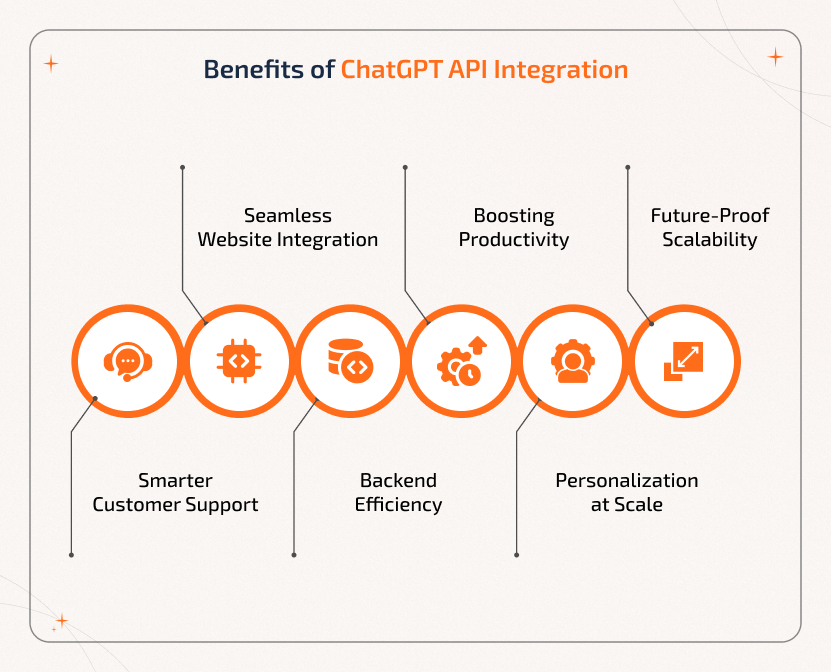 Benefits of ChatGPT API Integration
Seamless
Website Integration
Boosting
Productivity
Future-Proof
Scalability
Smarter
Customer Support
Backend
Efficiency
Personalization
at Scale